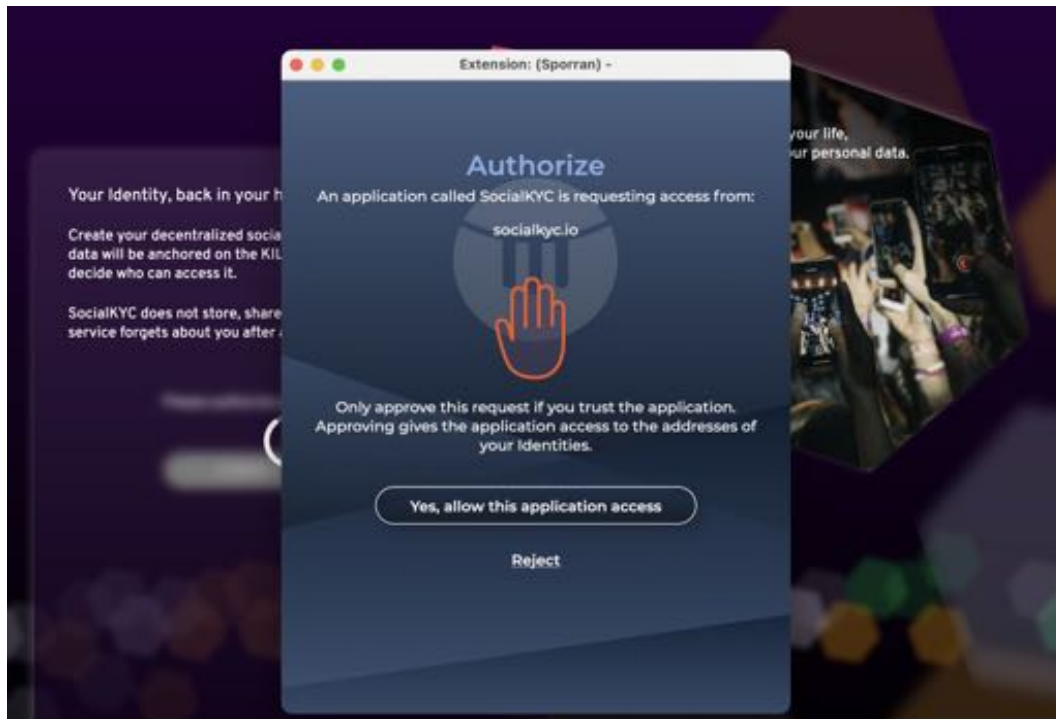 Extension: (Sporran) -
Authorize
An application called SocialKYC is requesting access from:
socialkyc.io
Only approve this request if you trust the application.
Approving gives the application access to the addresses of
your Identities.
Yes, allow this application access
Reject
Your Identity, back in your h
Create your decentralized socia
data will be anchored on the KIL
decide who can access it.
SocialKYC does not store, share
service forgets about you after
your life,
ur personal data.